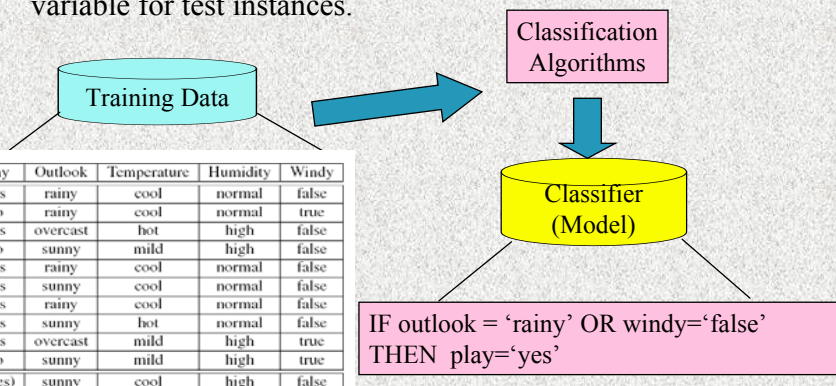 variable for test instances.
Classification
Algorithms
Training Data
Outlook Temperature Humidity Windy
rainy cool normal false
rainy cool normal true
overcast hot high false
sunny mild high false
rainy cool normal false
sunny cool normal false
rainy cool normal false
sunny hot normal false
overcast mild high true
sunny mild high true
sunny cool high false
Classifier
(Model)
IF outlook = ‘rainy’ OR windy=‘false’
THEN play=‘yes’